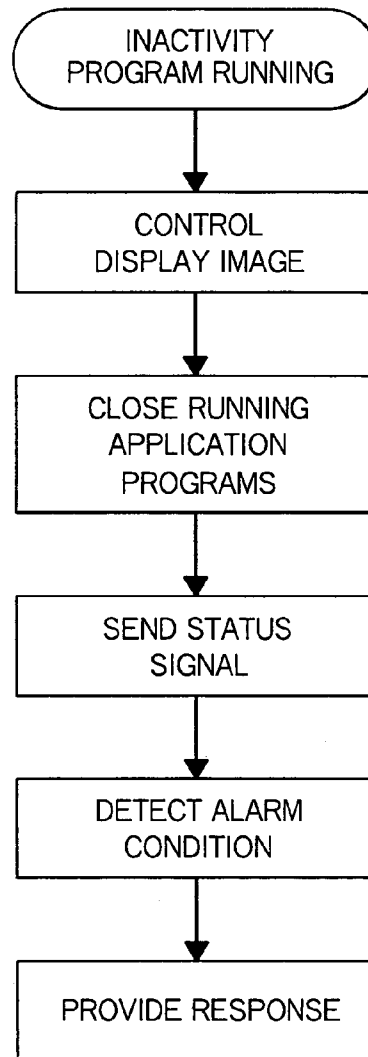 INACTIVITY
PROGRAM RUNNING
CONTROL
DISPLAY IMAGE
CLOSE RUNNING
APPLICATION
PROGRAMS
SEND STATUS
SIGNAL
DETECT ALARM
CONDITION
PROVIDE RESPONSE